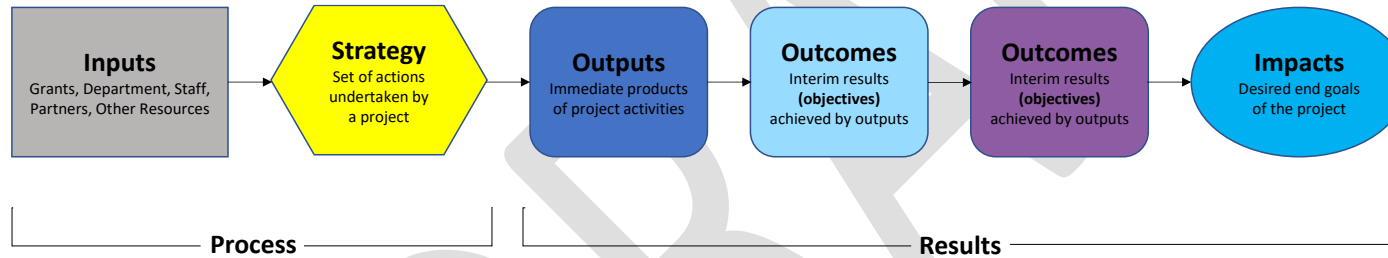 Inputs
Grants, Department, Staff,
Partners, Other Resources
Strategy
Set of actions
undertaken by
a project
Outputs
Immediate products
of project activities
Outcomes
Interim results
(objectives)
achieved by outputs
Outcomes
Interim results
(objectives)
achieved by outputs
Impacts
Desired end goals
of the project
Process
Results